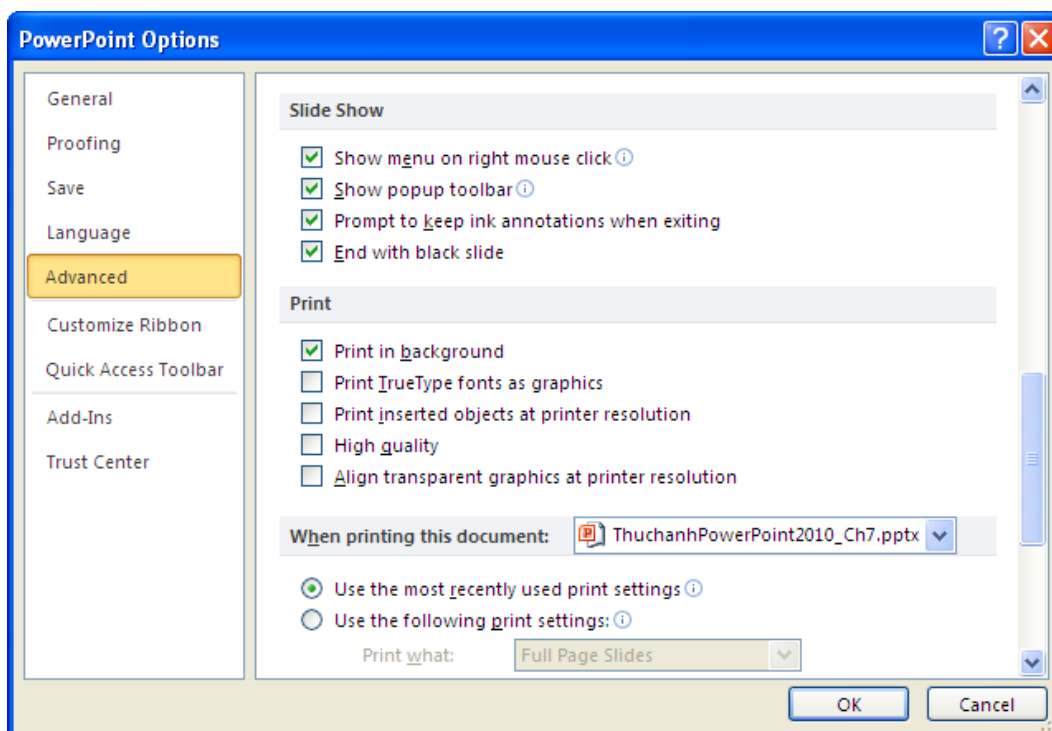 PowerPoint Options
General
Proofing
Save
Language
Advanced
Customize Ribbon
Quick Access Toolbar
Add-Ins
Trust Center
Slide Show
Show menu on right mouse click
Show popup toolbar
Prompt to keep ink annotations when exiting
End with black slide
Print
Print in background
Print TrueType fonts as graphics
Print inserted objects at printer resolution
High quality
Align transparent graphics at printer resolution
When printing this document: ThuchanhPowerPoint2010_Ch7.pptx
Use the most recently used print settings
Use the following print settings:
Print what: Full Page Slides
OK Cancel